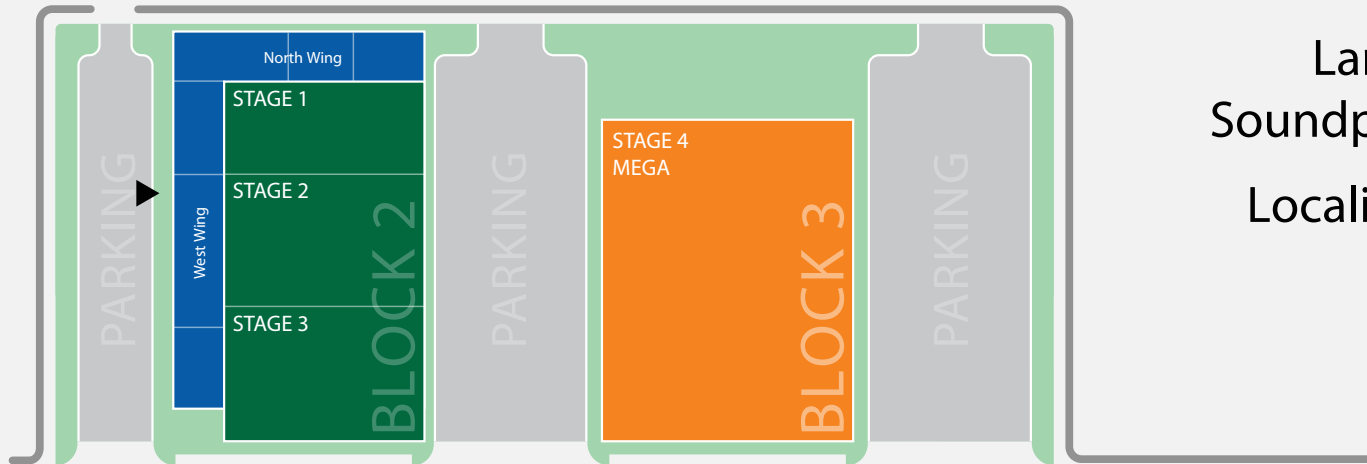 North Wing
STAGE 1
STAGE 2
STAGE 3
West Wing
BLOCK 2
PARKING
PARKING
STAGE 4
MEGA
BLOCK 3
PARKING